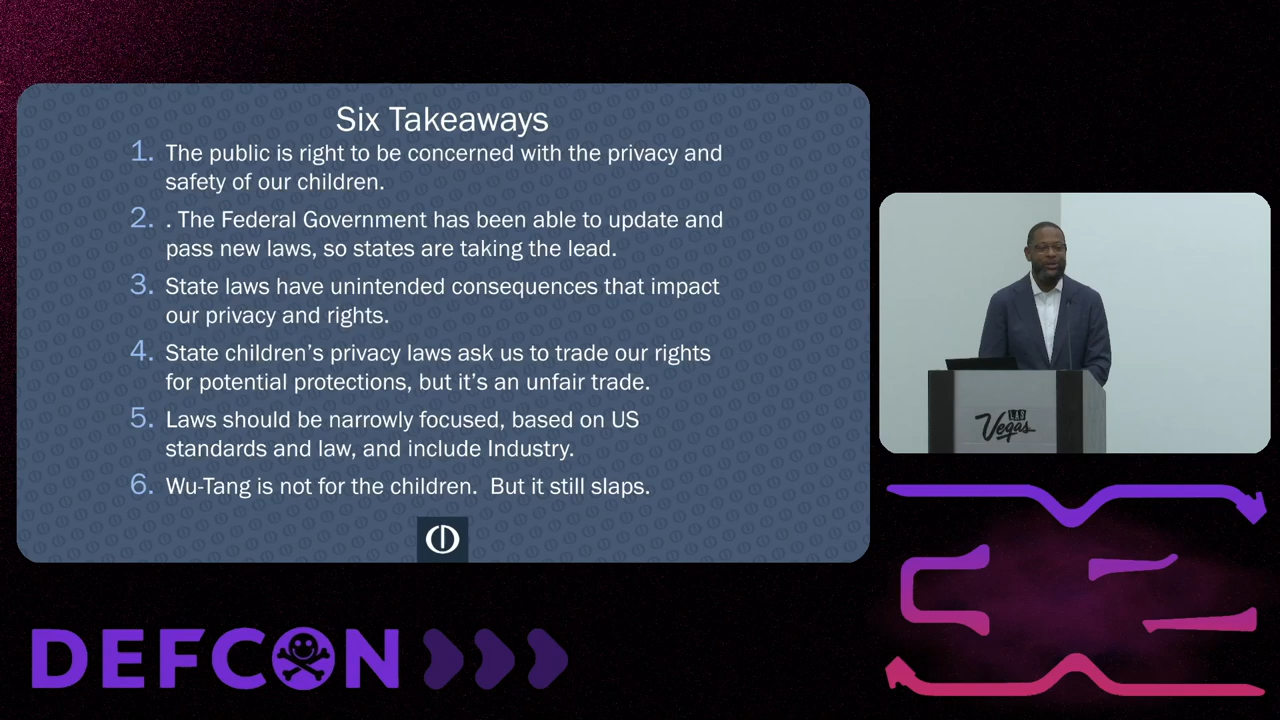 Six Takeaways
1. The public is right to be concerned with the privacy and
safety of our children.
2. . The Federal Government has been able to update and
pass new laws, so states are taking the lead.
3. State laws have unintended consequences that impact
our privacy and rights.
4. State children's privacy laws ask us to trade our rights
for potential protections, but it's an unfair trade.
5. Laws should be narrowly focused, based on US
standards and law, and include Industry.
6. Wu-Tang is not for the children.  But it still slaps.
LAB
Vegas
DEFCON